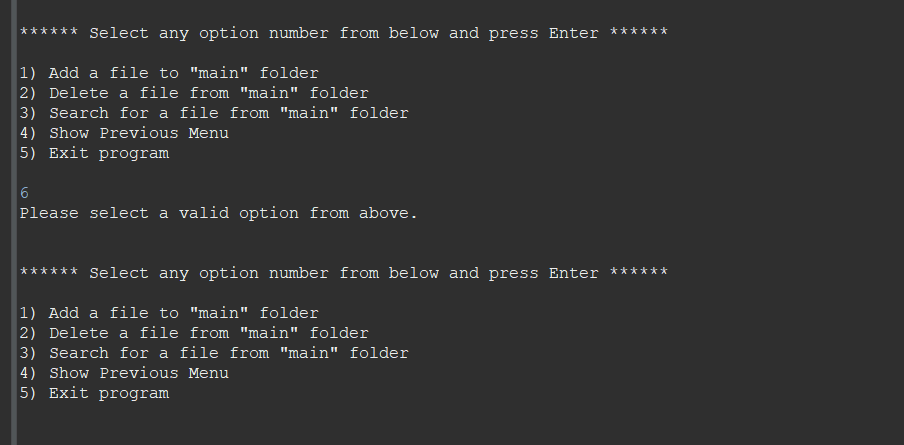 ****** Select any option number from below and press Enter ******
1) Add a file to "main" folder
2) Delete a file from "main" folder
3) Search for a file from "main" folder
4) Show Previous Menu
5) Exit program
6
Please select a valid option from above.
****** Select any option number from below and press Enter ******
1) Add a file to "main" folder
2) Delete a file from "main" folder
3) Search for a file from "main" folder
4) Show Previous Menu
5) Exit program